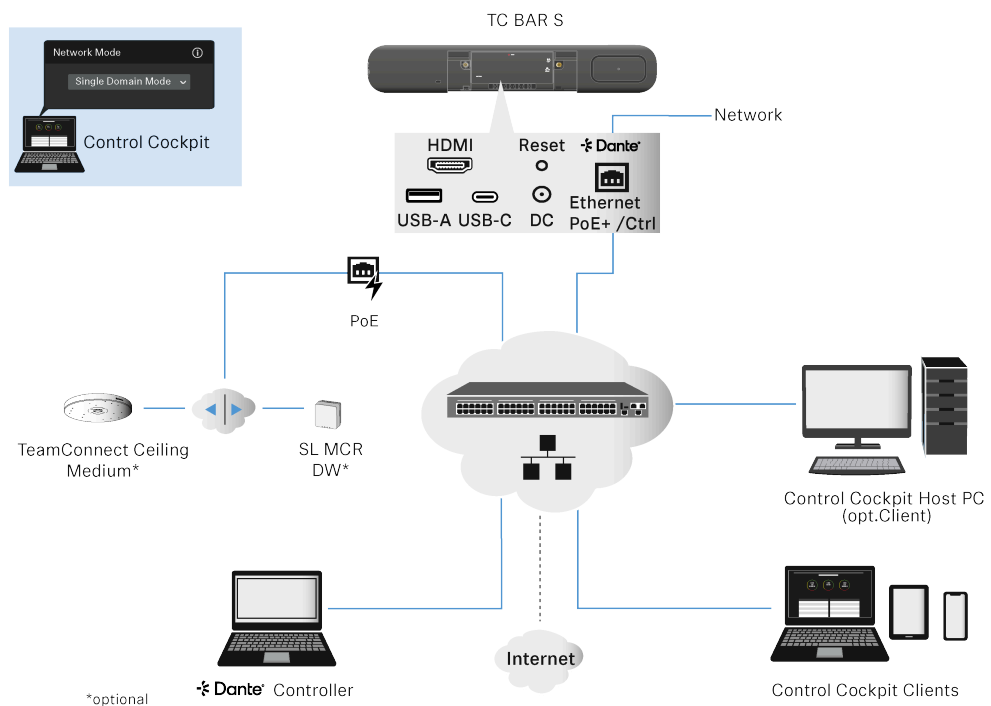 TC BAR S
Network Mode
Single Domain Mode
Control Cockpit
Network
HDMI
Reset
Dante®
USB-A
USB-C
DC
Ethernet
PoE+ /Ctrl
PoE
TeamConnect Ceiling
Medium*
SL MCR
DW*
Control Cockpit Host PC
(opt.Client)
Internet
Dante® Controller
Control Cockpit Clients
*optional